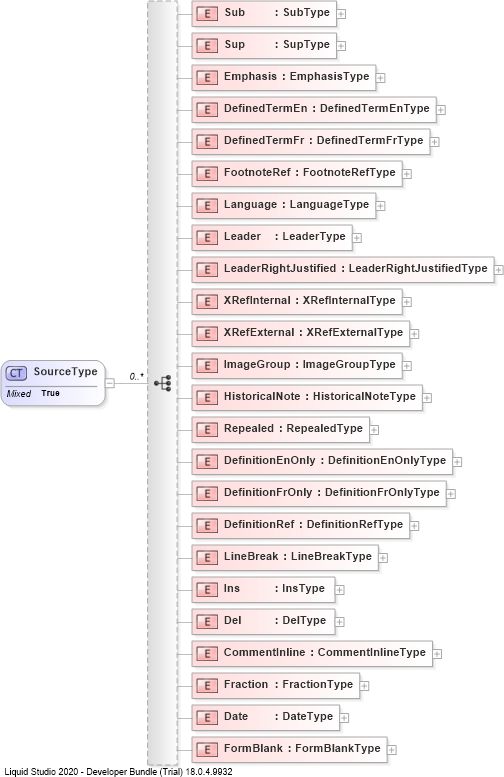 E Sub : SubType
E Sup : SupType
E Emphasis : EmphasisType
E DefinedTermEn : DefinedTermEnType
E DefinedTermFr : DefinedTermFrType
E FootnoteRef : FootnoteRefType
E Language : LanguageType
E Leader : LeaderType
E LeaderRightJustified : LeaderRightJustifiedType
E XRefInternal : XRefInternalType
E XRefExternal : XRefExternalType
E ImageGroup : ImageGroupType
CT SourceType
0..*
Mixed True
E HistoricalNote : HistoricalNoteType
E Repealed : RepealedType
E DefinitionEnOnly : DefinitionEnOnlyType
E DefinitionFrOnly : DefinitionFrOnlyType
E DefinitionRef : DefinitionRefType
E LineBreak : LineBreakType
E Ins : InsType
E Del : DelType
E CommentInline : CommentInlineType
E Fraction : FractionType
E Date : DateType
E FormBlank : FormBlankType
Liquid Studio 2020 - Developer Bundle (Trial) 18.0.4.9932